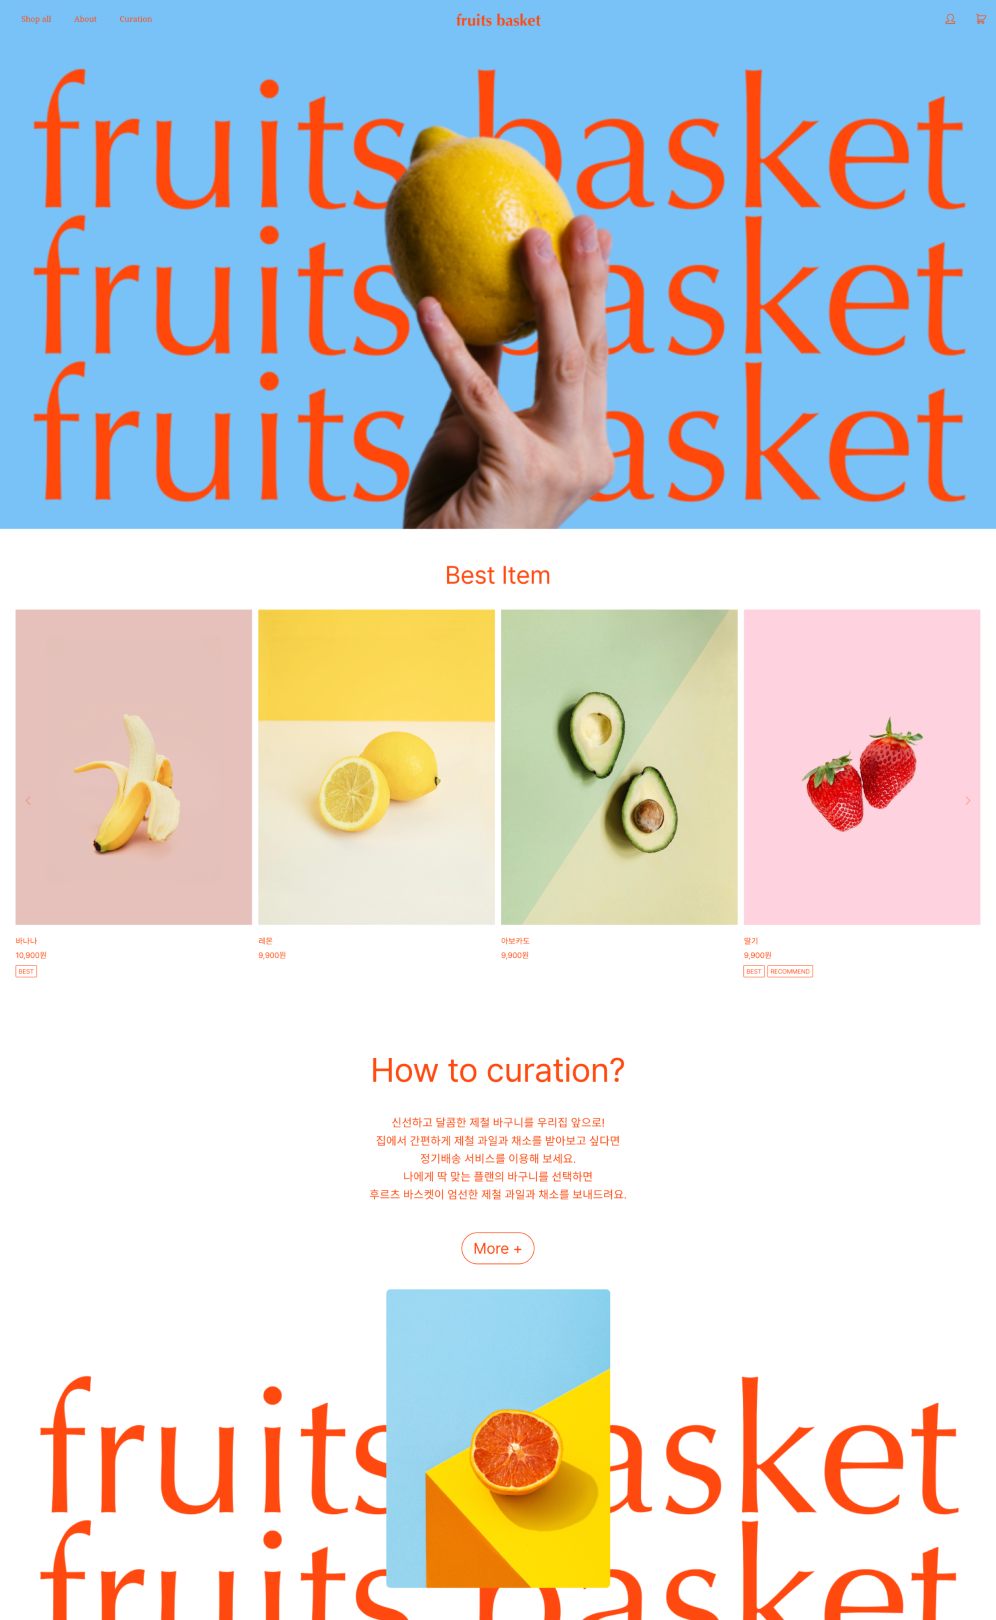 Shop all About Curation fruits basket
fruits basket
fruits basket
fruits basket
Best Item
바나나
10,900원
BEST
레몬
9,900원
아보카도
9,900원
딸기
9,900원
BEST RECOMMEND
How to curation?
신선하고 달콤한 제철 바구니를 우리집 앞으로!
집에서 간편하게 제철 과일과 채소를 받아보고 싶다면
정기배송 서비스를 이용해 보세요.
나에게 딱 맞는 플랜의 바구니를 선택하면
후르츠 바스켓이 엄선한 제철 과일과 채소를 보내드려요.
More +
fruits basket
fruits basket